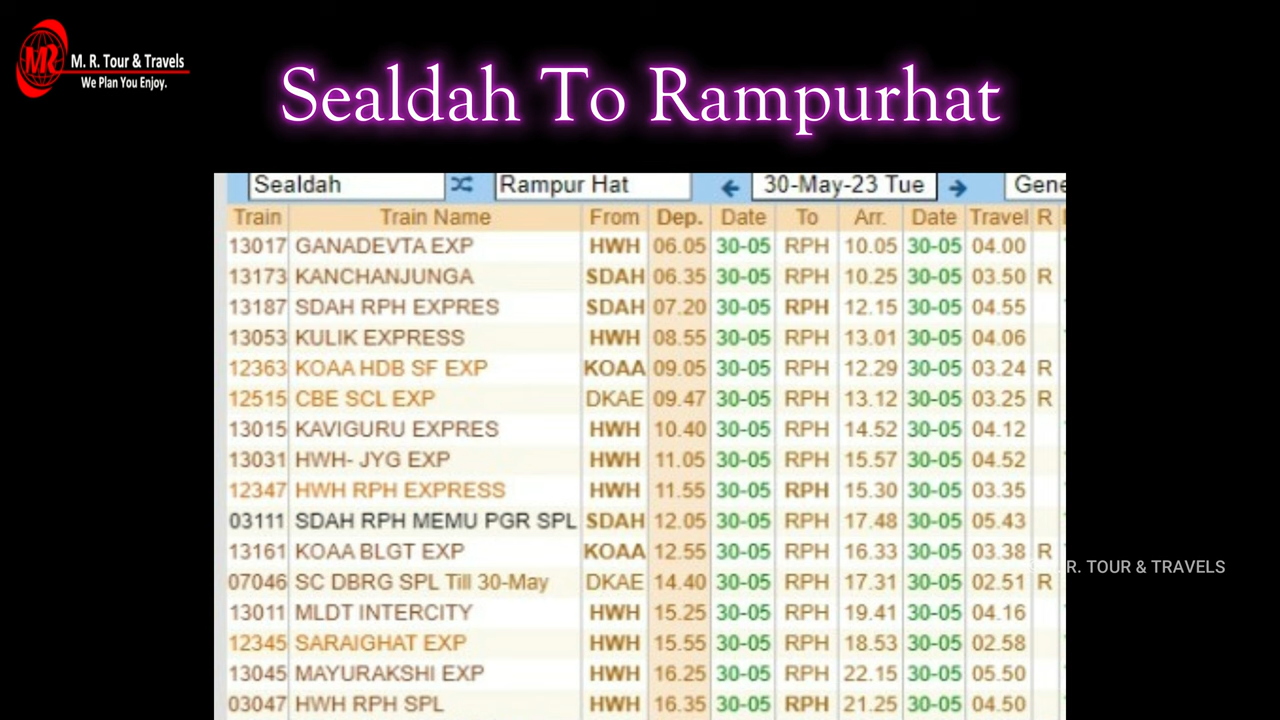 MR M. R. Tour & Travels
We Plan You Enjoy.
Sealdah To Rampurhat
Sealdah Rampur Hat 30-May-23 Tue Gene
Train Train Name From Dep. Date To Arr. Date Travel R
13017 GANADEVTA EXP HWH 06.05 30-05 RPH 10.05 30-05 04.00
13173 KANCHANJUNGA SDAH 06.35 30-05 RPH 10.25 30-05 03.50 R
13187 SDAH RPH EXPRES SDAH 07.20 30-05 RPH 12.15 30-05 04.55
13053 KULIK EXPRESS HWH 08.55 30-05 RPH 13.01 30-05 04.06
12363 KOAA HDB SF EXP KOAA 09.05 30-05 RPH 12.29 30-05 03.24 R
12515 CBE SCL EXP DKAE 09.47 30-05 RPH 13.12 30-05 03.25 R
13015 KAVIGURU EXPRES HWH 10.40 30-05 RPH 14.52 30-05 04.12
13031 HWH- JYG EXP HWH 11.05 30-05 RPH 15.57 30-05 04.52
12347 HWH RPH EXPRESS HWH 11.55 30-05 RPH 15.30 30-05 03.35
03111 SDAH RPH MEMU PGR SPL SDAH 12.05 30-05 RPH 17.48 30-05 05.43
13161 KOAA BLGT EXP KOAA 12.55 30-05 RPH 16.33 30-05 03.38 R
R. TOUR & TRAVELS
07046 SC DBRG SPL Till 30-May DKAE 14.40 30-05 RPH 17.31 30-05 02.51 R
13011 MLDT INTERCITY HWH 15.25 30-05 RPH 19.41 30-05 04.16
12345 SARAIGHAT EXP HWH 15.55 30-05 RPH 18.53 30-05 02.58
13045 MAYURAKSHI EXP HWH 16.25 30-05 RPH 22.15 30-05 05.50
03047 HWH RPH SPL HWH 16.35 30-05 RPH 21.25 30-05 04.50